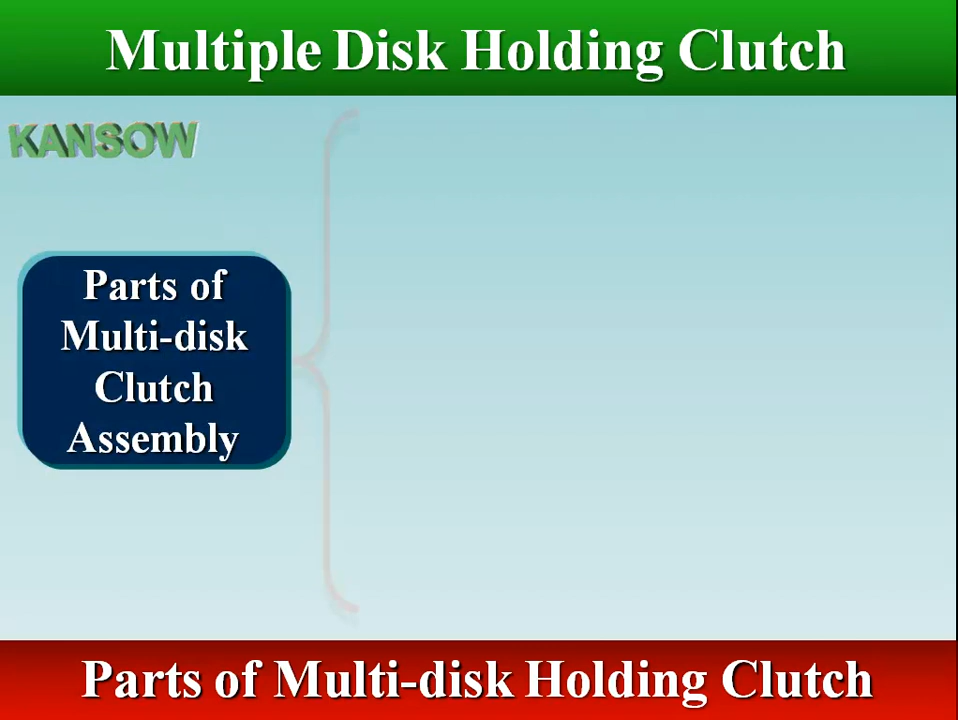 Multiple Disk Holding Clutch
KANSOW
Parts of
Multi-disk
Clutch
Assembly
Parts of Multi-disk Holding Clutch